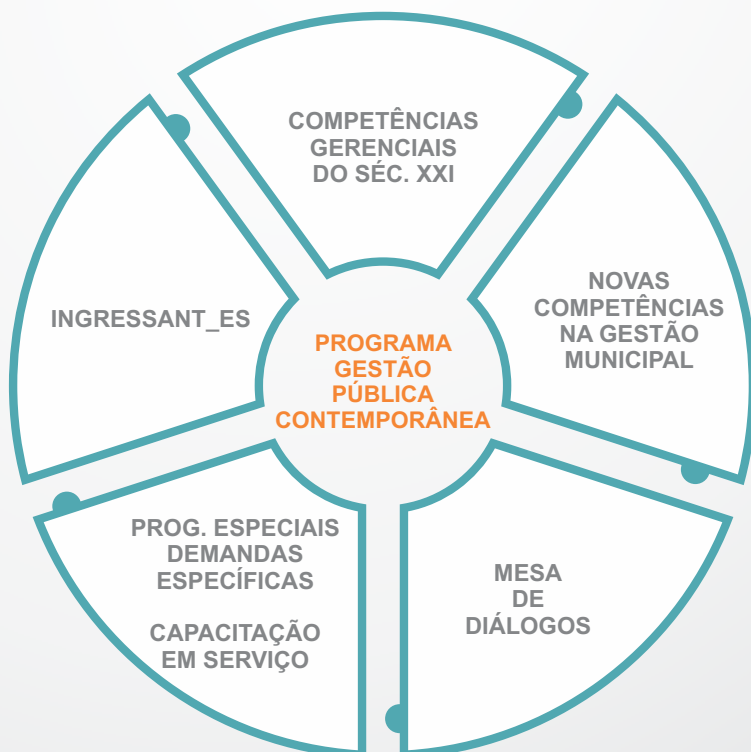 COMPETÊNCIAS
GERENCIAIS
DO SÉC. XXI
NOVAS
COMPETÊNCIAS
NA GESTÃO
MUNICIPAL
MESA
DE
DIÁLOGOS
PROG. ESPECIAIS
DEMANDAS
ESPECÍFICAS
CAPACITAÇÃO
EM SERVIÇO
INGRESSANT_ES
PROGRAMA
GESTÃO
PÚBLICA
CONTEMPORÂNEA